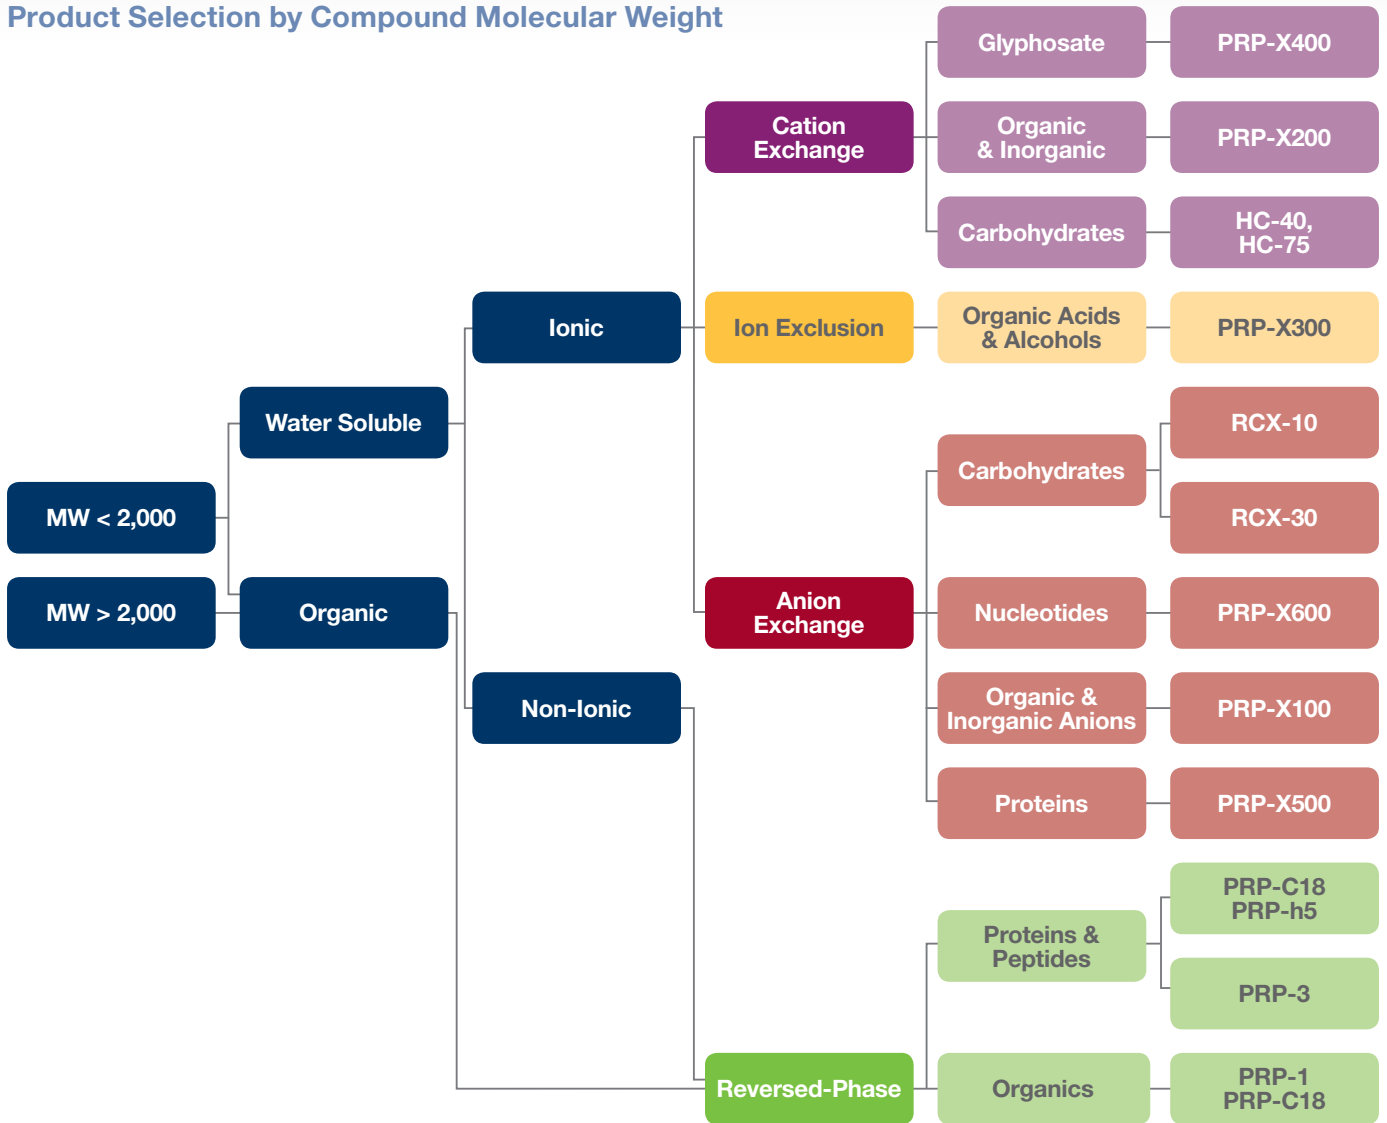 Product Selection by Compound Molecular Weight
MW < 2,000
MW > 2,000
Water Soluble
Organic
Ionic
Non-Ionic
Cation
Exchange
Ion Exclusion
Anion
Exchange
Reversed-Phase
Glyphosate
PRP-X400
Organic
& Inorganic
PRP-X200
Carbohydrates
HC-40,
HC-75
Organic Acids
& Alcohols
PRP-X300
Carbohydrates
RCX-10
RCX-30
Nucleotides
PRP-X600
Organic &
Inorganic Anions
PRP-X100
Proteins
PRP-X500
Proteins &
Peptides
PRP-C18
PRP-h5
PRP-3
Organics
PRP-1
PRP-C18